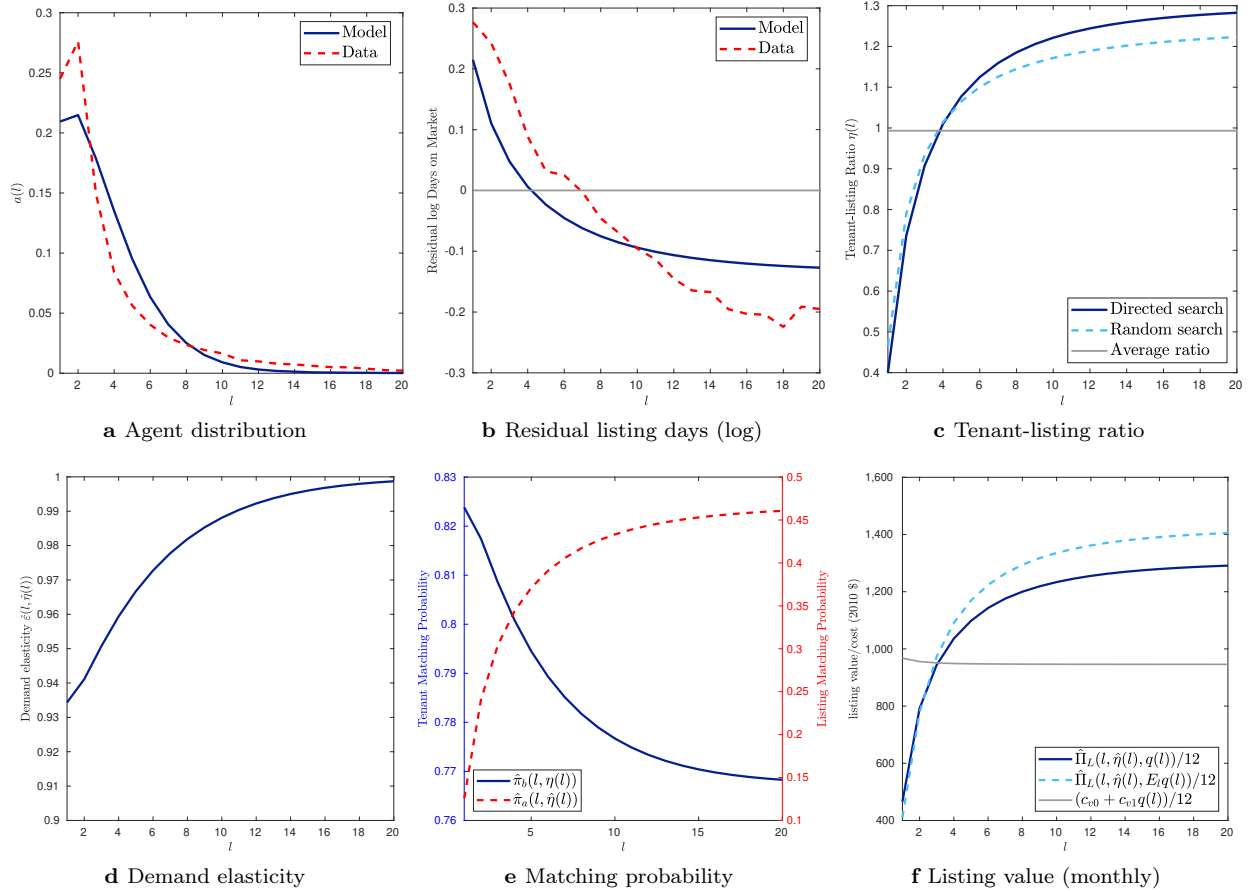 Model
Data
0.3
0.25
0.2
0.15
0.1
0.05
0
a(l)
2 4 6 8 10 12 14 16 18 20
l
a Agent distribution
Model
Data
0.3
0.2
0.1
0
-0.1
-0.2
-0.3
Residual log Days on Market
2 4 6 8 10 12 14 16 18 20
l
b Residual listing days (log)
1.3
1.2
1.1
1
0.9
0.8
0.7
0.6
0.5
0.4
Tenant-listing Ratio η(l)
Directed search
Random search
Average ratio
2 4 6 8 10 12 14 16 18 20
l
c Tenant-listing ratio
1
0.99
0.98
0.97
0.96
0.95
0.94
0.93
0.92
0.91
0.9
Demand elasticity ε̂(l, η̂(l))
2 4 6 8 10 12 14 16 18 20
l
d Demand elasticity
0.83
0.82
0.81
0.8
0.79
0.78
0.77
0.76
Tenant Matching Probability
π̂_b(l, η(l))
π̂_a(l, η̂(l))
0.5
0.45
0.4
0.35
0.3
0.25
0.2
0.15
0.1
Listing Matching Probability
5 10 15 20
l
e Matching probability
1,600
1,400
1,200
1,000
800
600
400
listing value/cost (2010 $)
Π̂_L(l, η̂(l), q(l))/12
Π̂_L(l, η̂(l), E_l q(l))/12
(c_v0 + c_v1 q(l))/12
2 4 6 8 10 12 14 16 18 20
l
f Listing value (monthly)